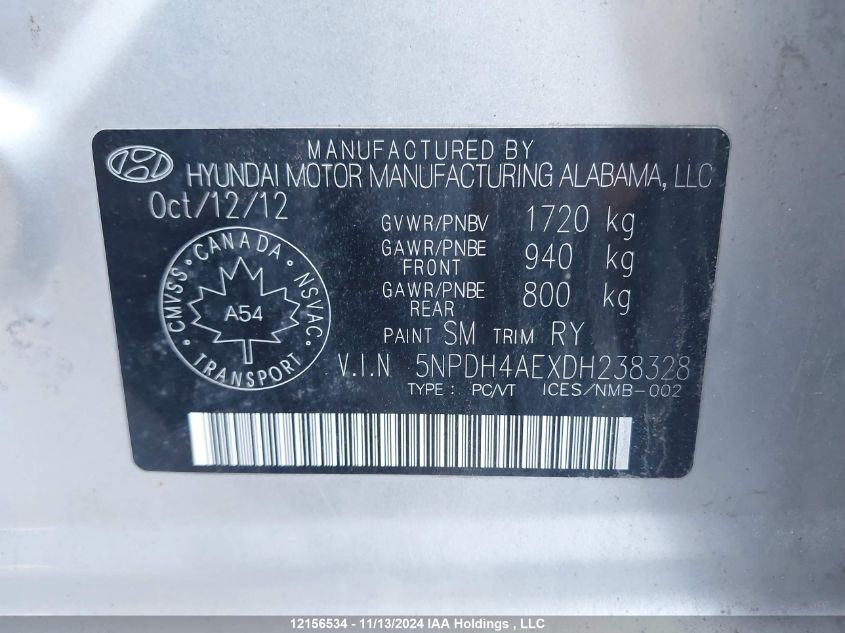 MANUFACTURED BY
HYUNDAI MOTOR MANUFACTURING ALABAMA, LLC
Oct/12/12
GVWR/PNBV 1720 kg
GAWR/PNBE FRONT 940 kg
GAWR/PNBE REAR 800 kg
CMVSS · CANADA · NSVAC · TRANSPORT
A54
PAINT SM TRIM RY
V.I.N 5NPDH4AEXDH238328
TYPE: PC/VT ICES/NMB-002
12156534 - 11/13/2024 IAA Holdings , LLC